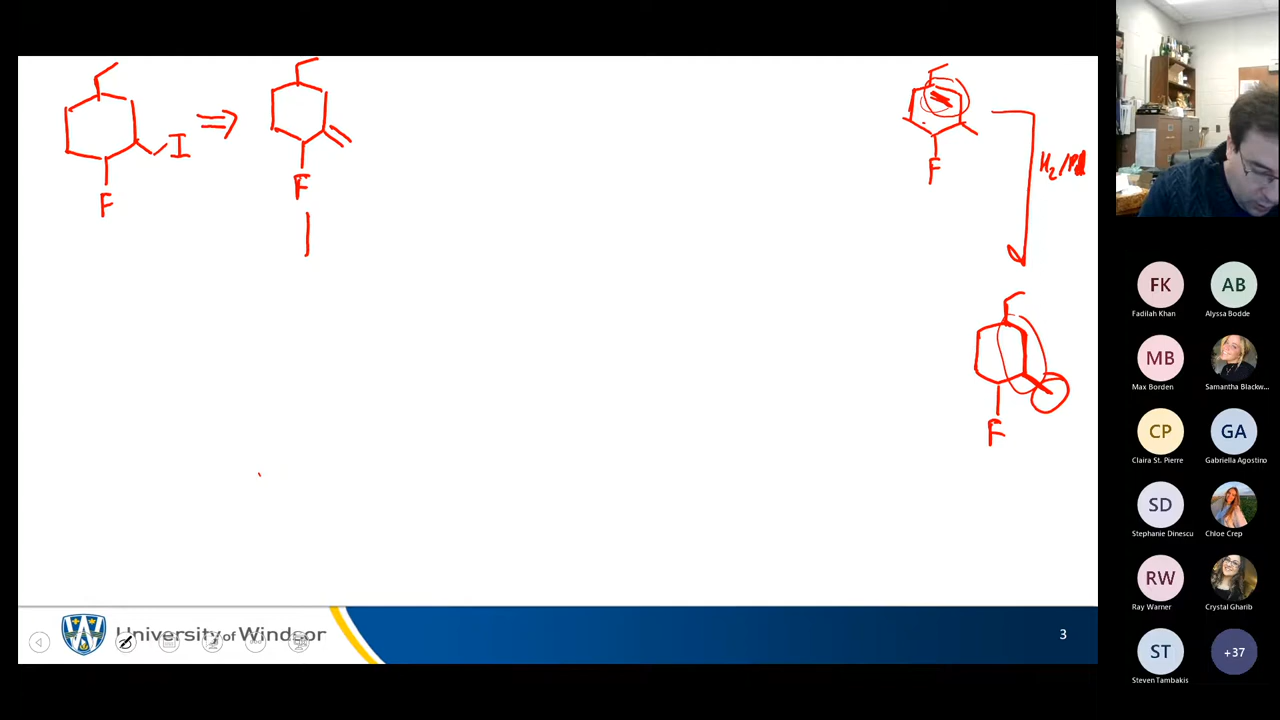 I
F
F
F
H2/Pd
F
University of Windsor
3
FK
Fadilah Khan
AB
Alyssa Bodde
MB
Max Borden
Samantha Blackw...
CP
Claira St. Pierre
GA
Gabriella Agostino
SD
Stephanie Dinescu
Chloe Crep
RW
Ray Warner
Crystal Gharib
ST
Steven Tambakis
+37